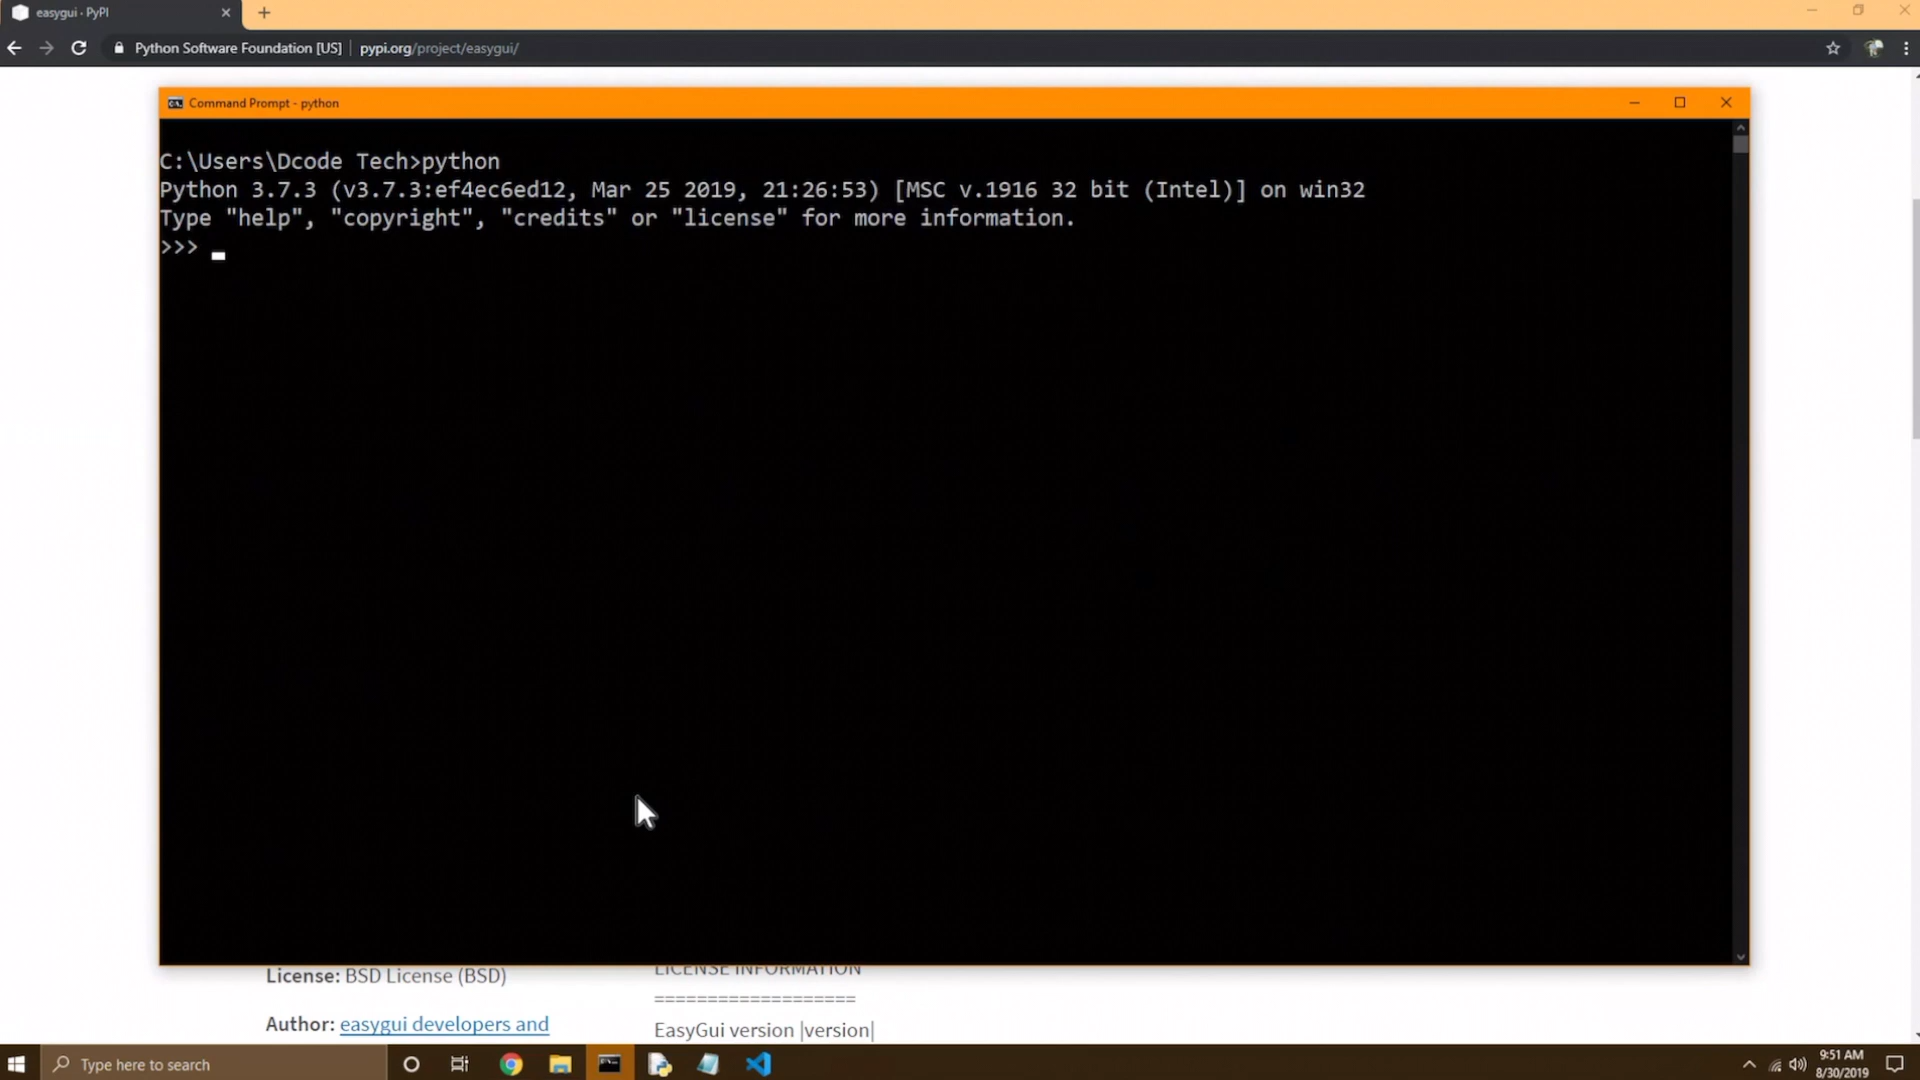 easygui · PyPI
Python Software Foundation [US] | pypi.org/project/easygui/
Command Prompt - python
C:\Users\Dcode Tech>python
Python 3.7.3 (v3.7.3:ef4ec6ed12, Mar 25 2019, 21:26:53) [MSC v.1916 32 bit (Intel)] on win32
Type "help", "copyright", "credits" or "license" for more information.
>>>
License: BSD License (BSD)
Author: easygui developers and
LICENSE INFORMATION
===================
EasyGui version |version|
Type here to search
9:51 AM
8/30/2019